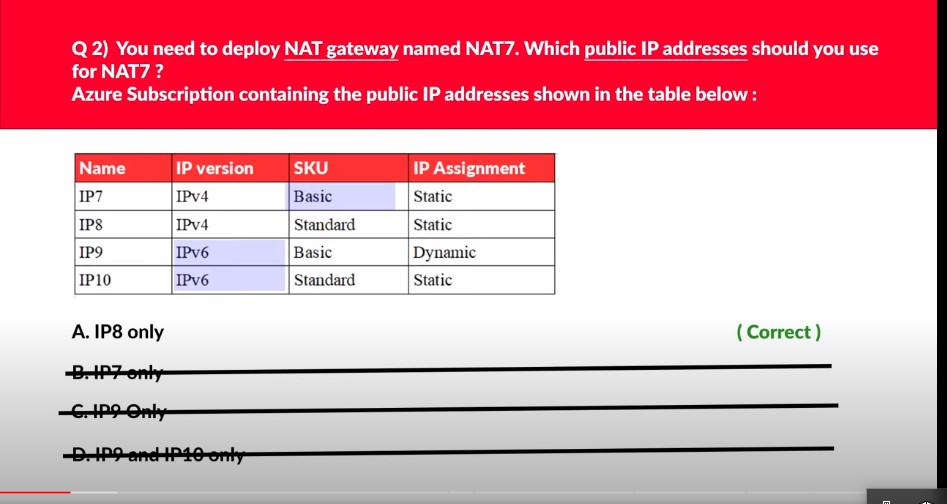 Q 2) You need to deploy NAT gateway named NAT7. Which public IP addresses should you use
for NAT7 ?
Azure Subscription containing the public IP addresses shown in the table below :
Name IP version SKU IP Assignment
IP7 IPv4 Basic Static
IP8 IPv4 Standard Static
IP9 IPv6 Basic Dynamic
IP10 IPv6 Standard Static
A. IP8 only ( Correct )
B. IP7 only
C. IP9 Only
D. IP9 and IP10 only